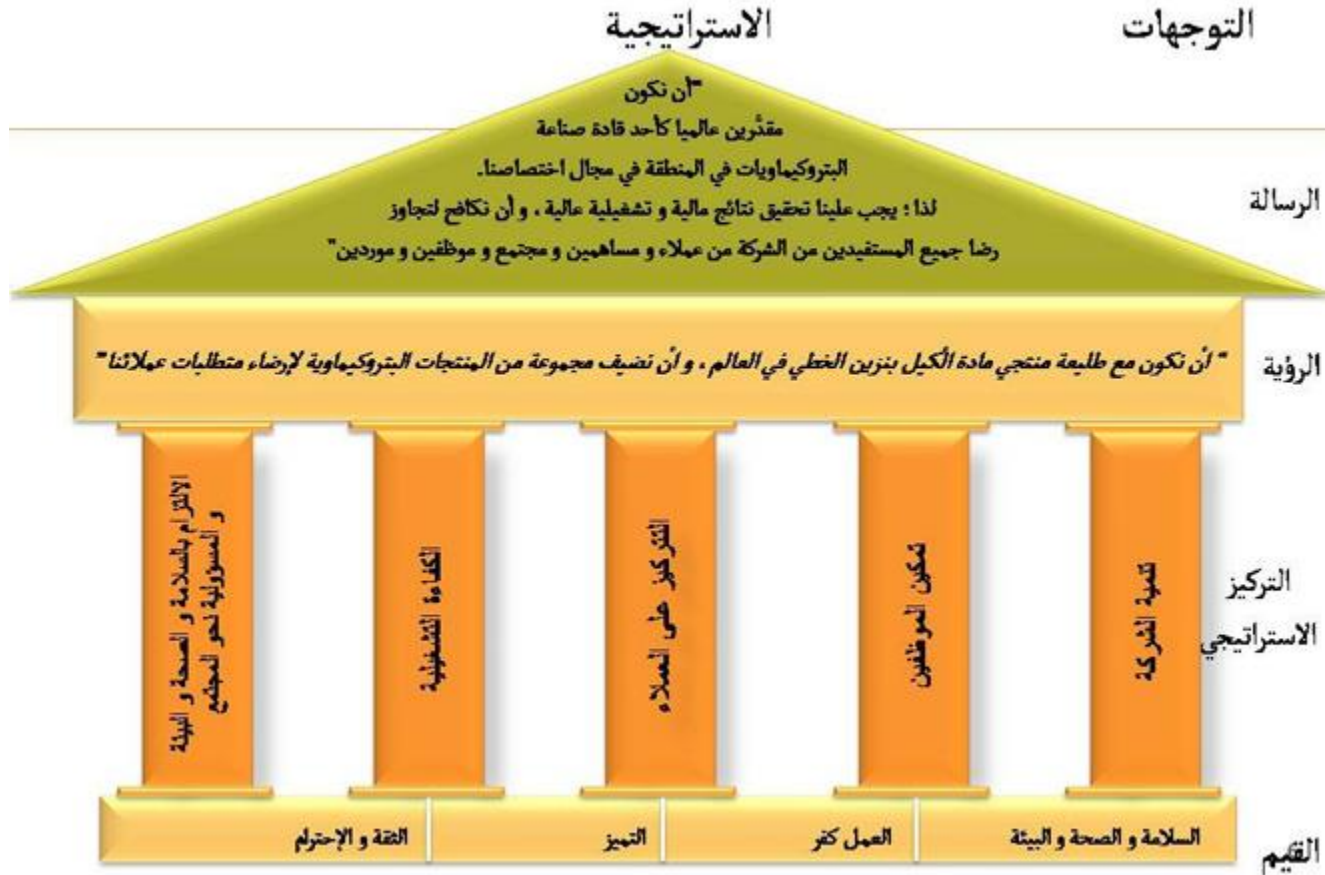 التوجهات الاستراتيجية
الرسالة
"أن نكون
مقدَّرين عالميا كأحد قادة صناعة
البتروكيماويات في المنطقة في مجال اختصاصنا.
لذا ؛ يجب علينا تحقيق نتائج مالية و تشغيلية عالية ، و أن نكافح لتجاوز
رضا جميع المستفيدين من الشركة من عملاء و مساهمين و مجتمع و موظفين و موردين"
الرؤية
" أن نكون مع طليعة منتجي مادة الكيل بنزين الخطي في العالم ، و أن نضيف مجموعة من المنتجات البتروكيماوية لإرضاء متطلبات عملائنا "
التركيز
الاستراتيجي
تنمية الشركة
تمكين الموظفين
التركيز على العملاء
الكفاءة التشغيلية
الالتزام بالسلامة و الصحة و البيئة
و المسؤولية نحو المجتمع
القيم
السلامة و الصحة و البيئة
العمل كفر
التميز
الثقة و الإحترام